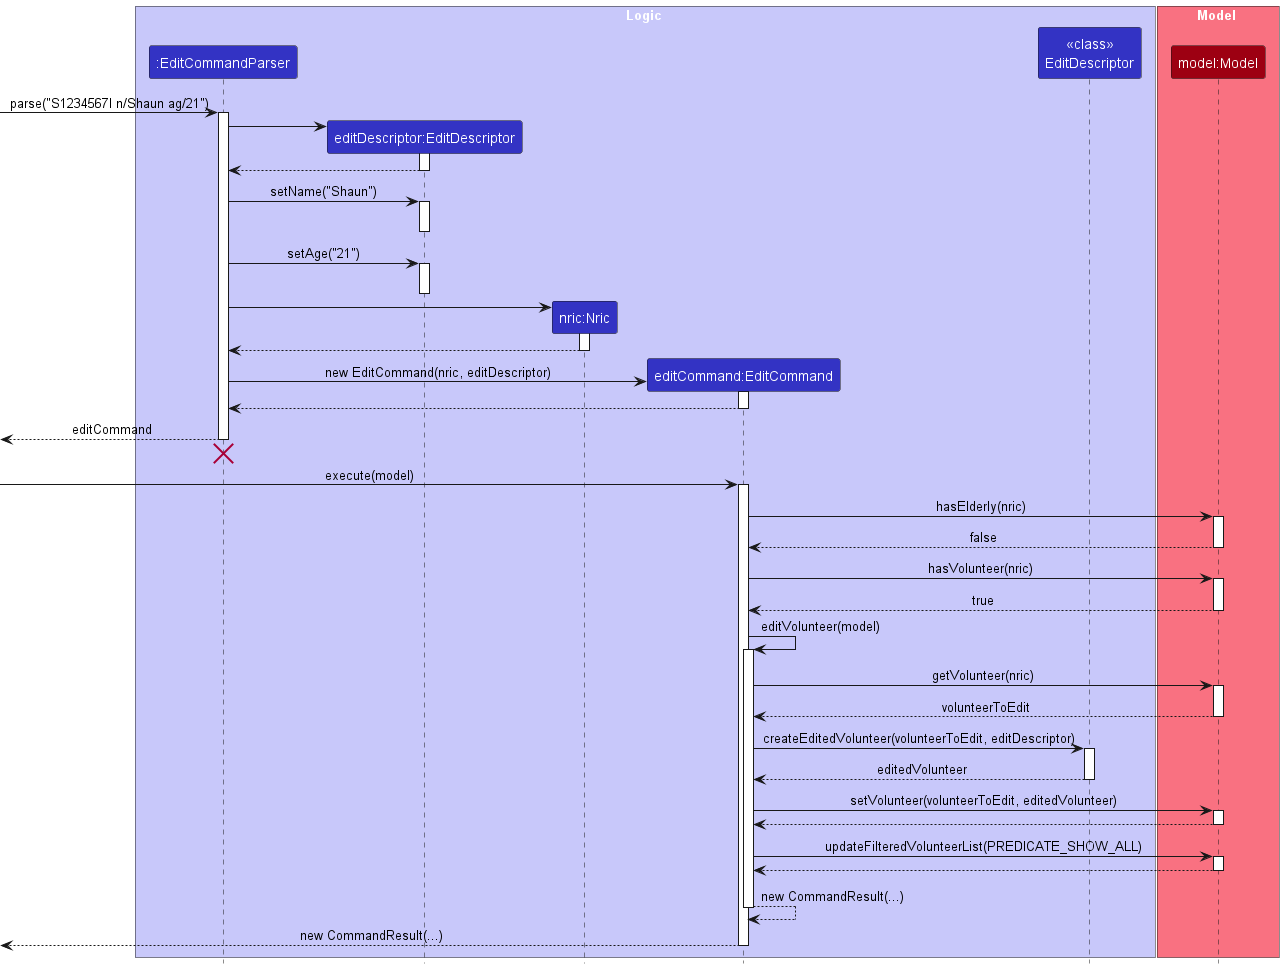 Logic
Model
«class»
:EditCommandParser
EditDescriptor
model:Model
parse("S1234567I n/Shaun ag/21")
editDescriptor:EditDescriptor
setName("Shaun")
setAge("21")
nric:Nric
new EditCommand(nric, editDescriptor)
editCommand:EditCommand
editCommand
execute(model)
hasElderly(nric)
false
hasVolunteer(nric)
true
editVolunteer(model)
getVolunteer(nric)
volunteerToEdit
createEditedVolunteer(volunteerToEdit, editDescriptor)
editedVolunteer
setVolunteer(volunteerToEdit, editedVolunteer)
updateFilteredVolunteerList(PREDICATE_SHOW_ALL)
new CommandResult(...)
new CommandResult(...)